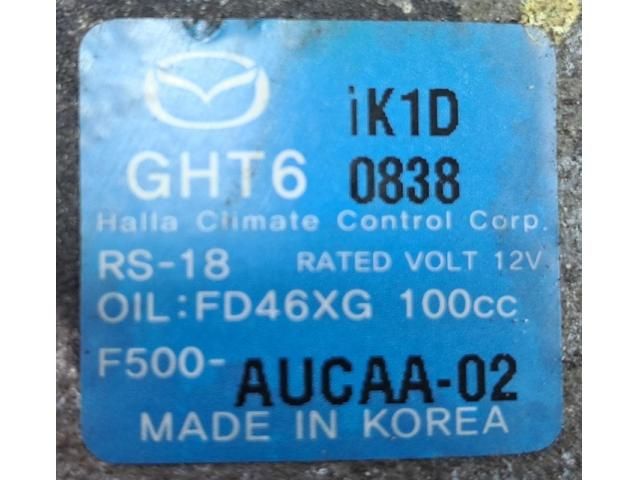 iK1D
GHT6 0838
Halla Climate Control Corp.
RS-18 RATED VOLT 12V
OIL:FD46XG 100cc
F500-AUCAA-02
MADE IN KOREA